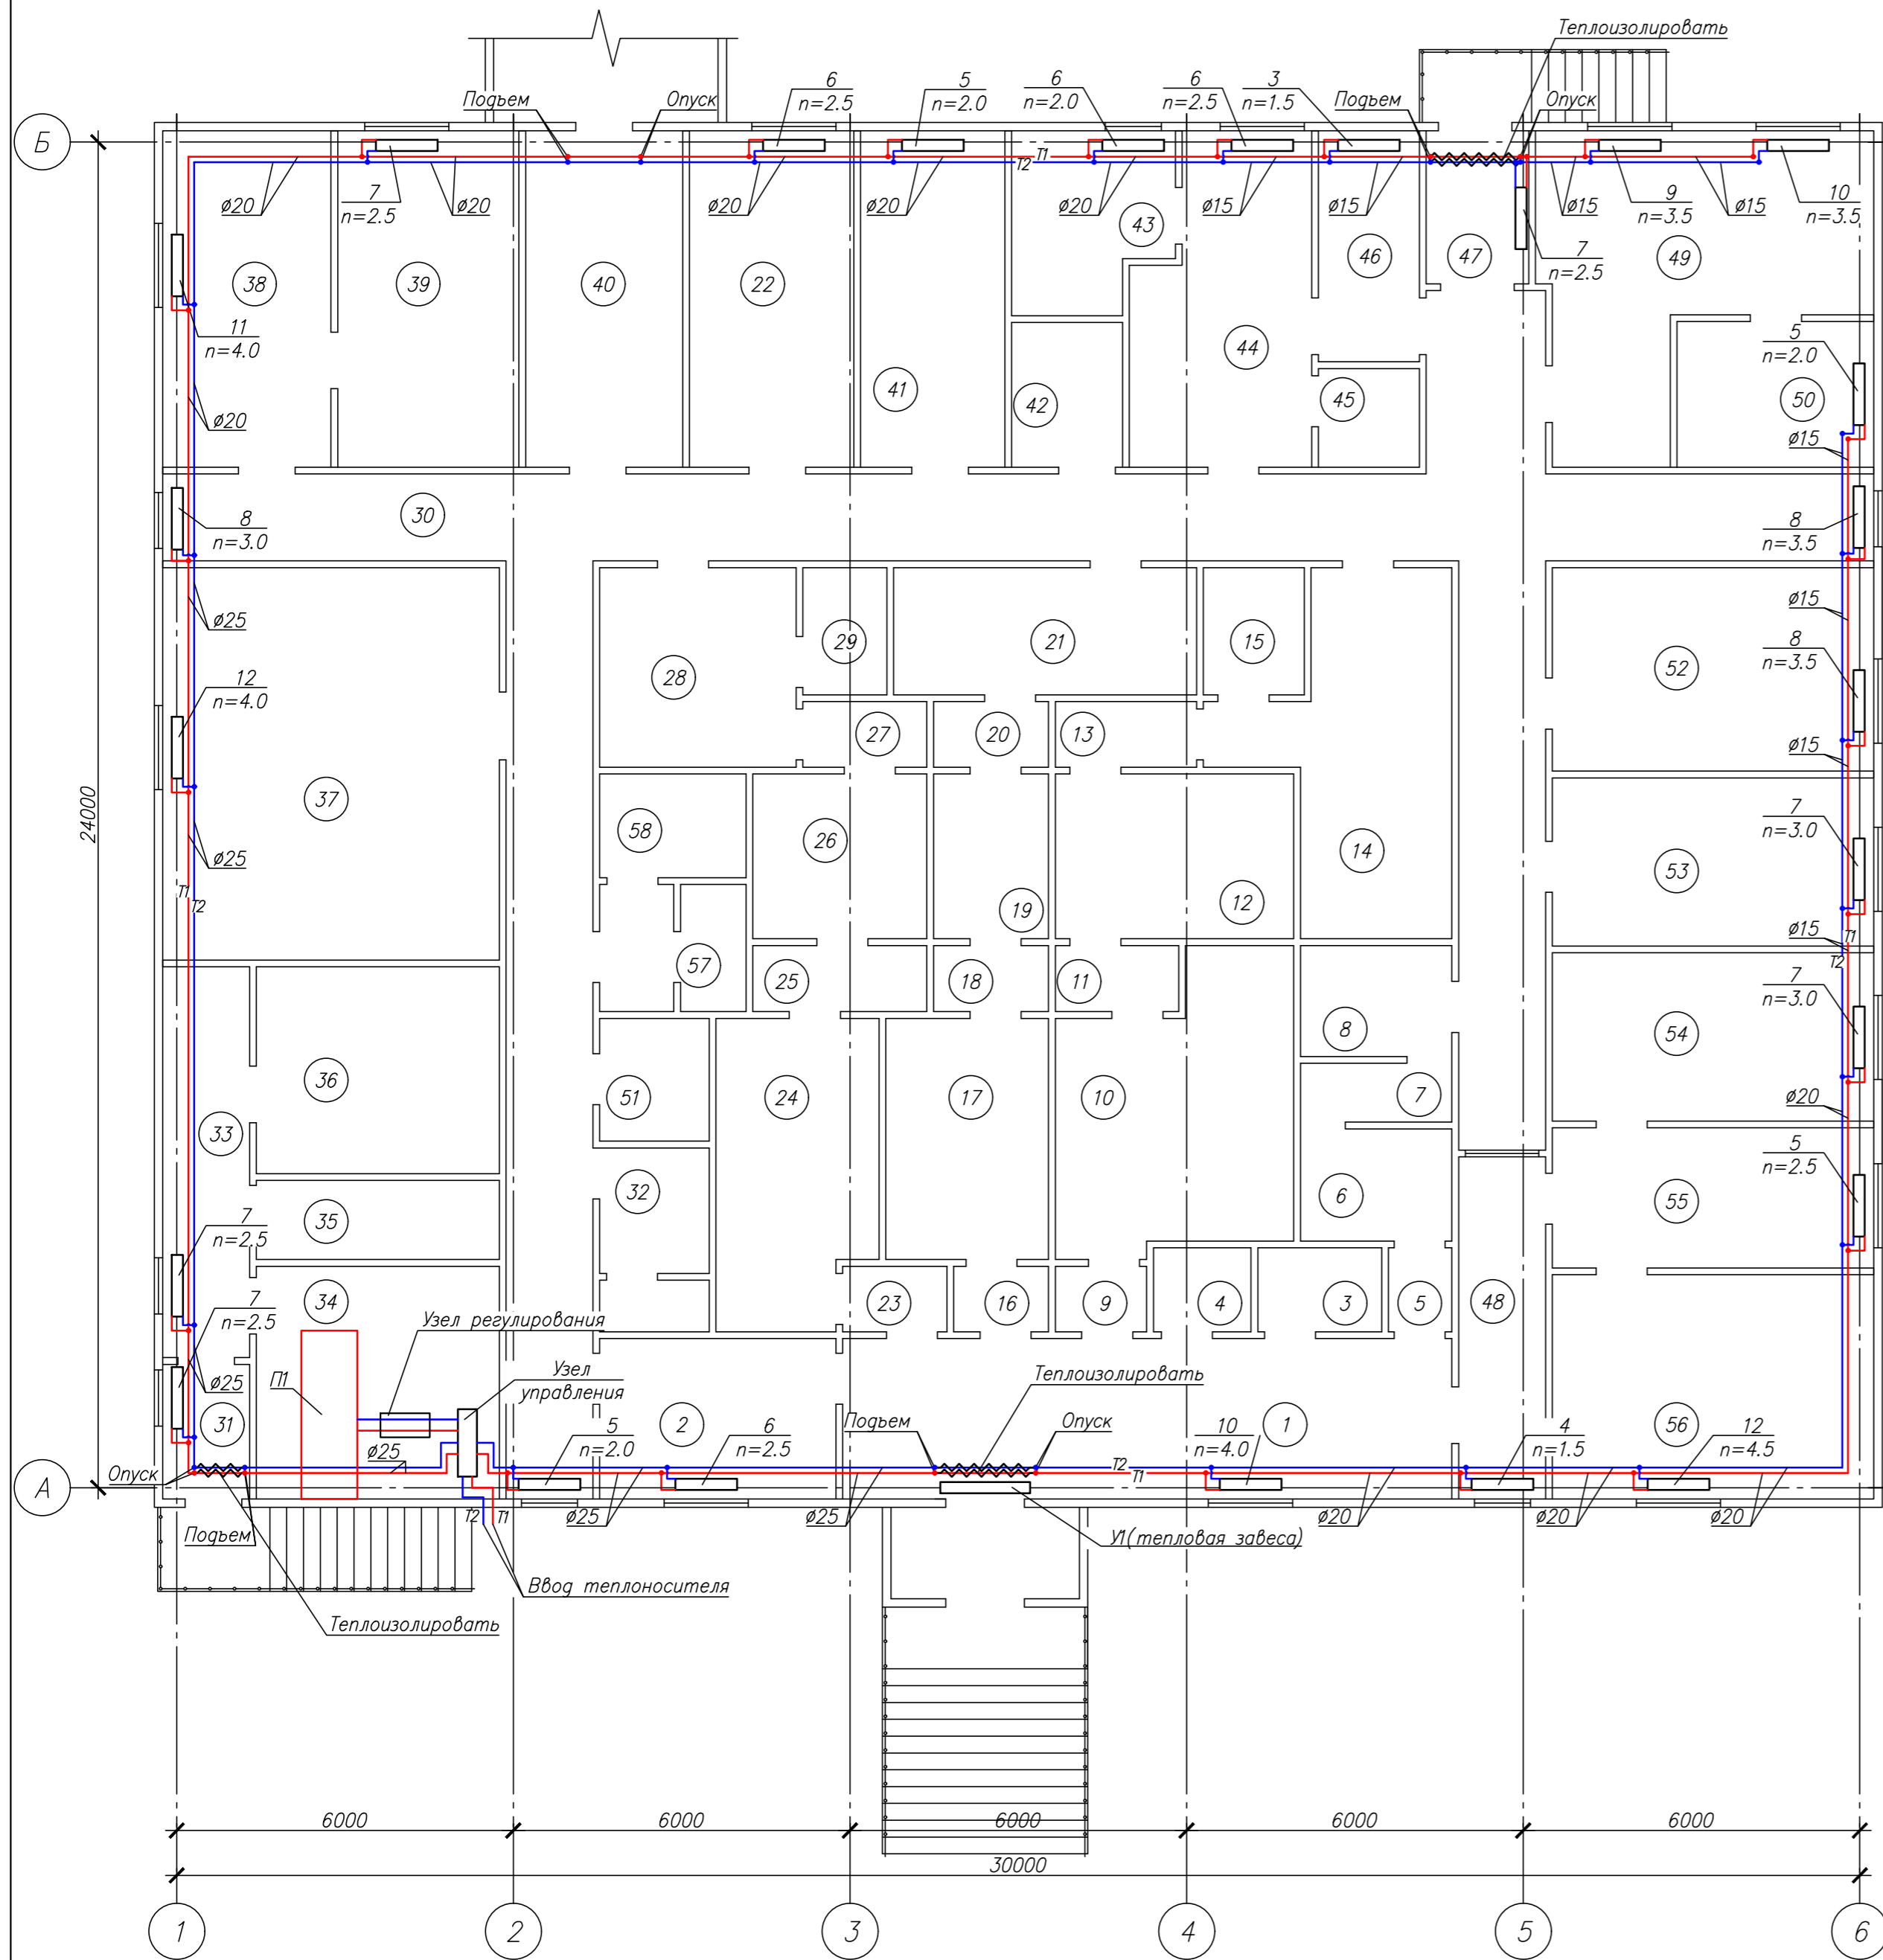 Теплоизолировать
Подъем
Опуск
6
n=2.5
5
n=2.0
6
n=2.0
6
n=2.5
3
n=1.5
Подъем
Опуск
Б
T1
T2
ø20
7
n=2.5
ø20
ø20
ø20
ø20
ø15
ø15
ø15
9
n=3.5
ø15
10
n=3.5
43
46
47
7
n=2.5
49
38
39
40
22
11
n=4.0
44
5
n=2.0
41
42
45
50
ø20
ø15
30
8
n=3.0
8
n=3.5
ø25
ø15
29
21
15
28
52
8
n=3.5
12
n=4.0
27
20
13
ø15
24000
37
58
26
14
53
7
n=3.0
ø25
T1
T2
19
12
ø15
T1
T2
57
25
18
11
7
n=3.0
8
54
36
51
24
17
10
7
ø20
33
32
6
5
n=2.5
55
35
7
n=2.5
34
23
16
9
4
3
5
48
7
n=2.5
Узел регулирования
Узел
управления
П1
ø25
Теплоизолировать
31
2
5
n=2.0
6
n=2.5
Подъем
Опуск
10
n=4.0
1
4
n=1.5
56
12
n=4.5
ø25
Опуск
T2
T1
А
T2
T1
ø25
ø25
ø20
ø20
ø20
Подъем
У1(тепловая завеса)
Ввод теплоносителя
Теплоизолировать
6000
6000
6000
6000
6000
30000
1
2
3
4
5
6